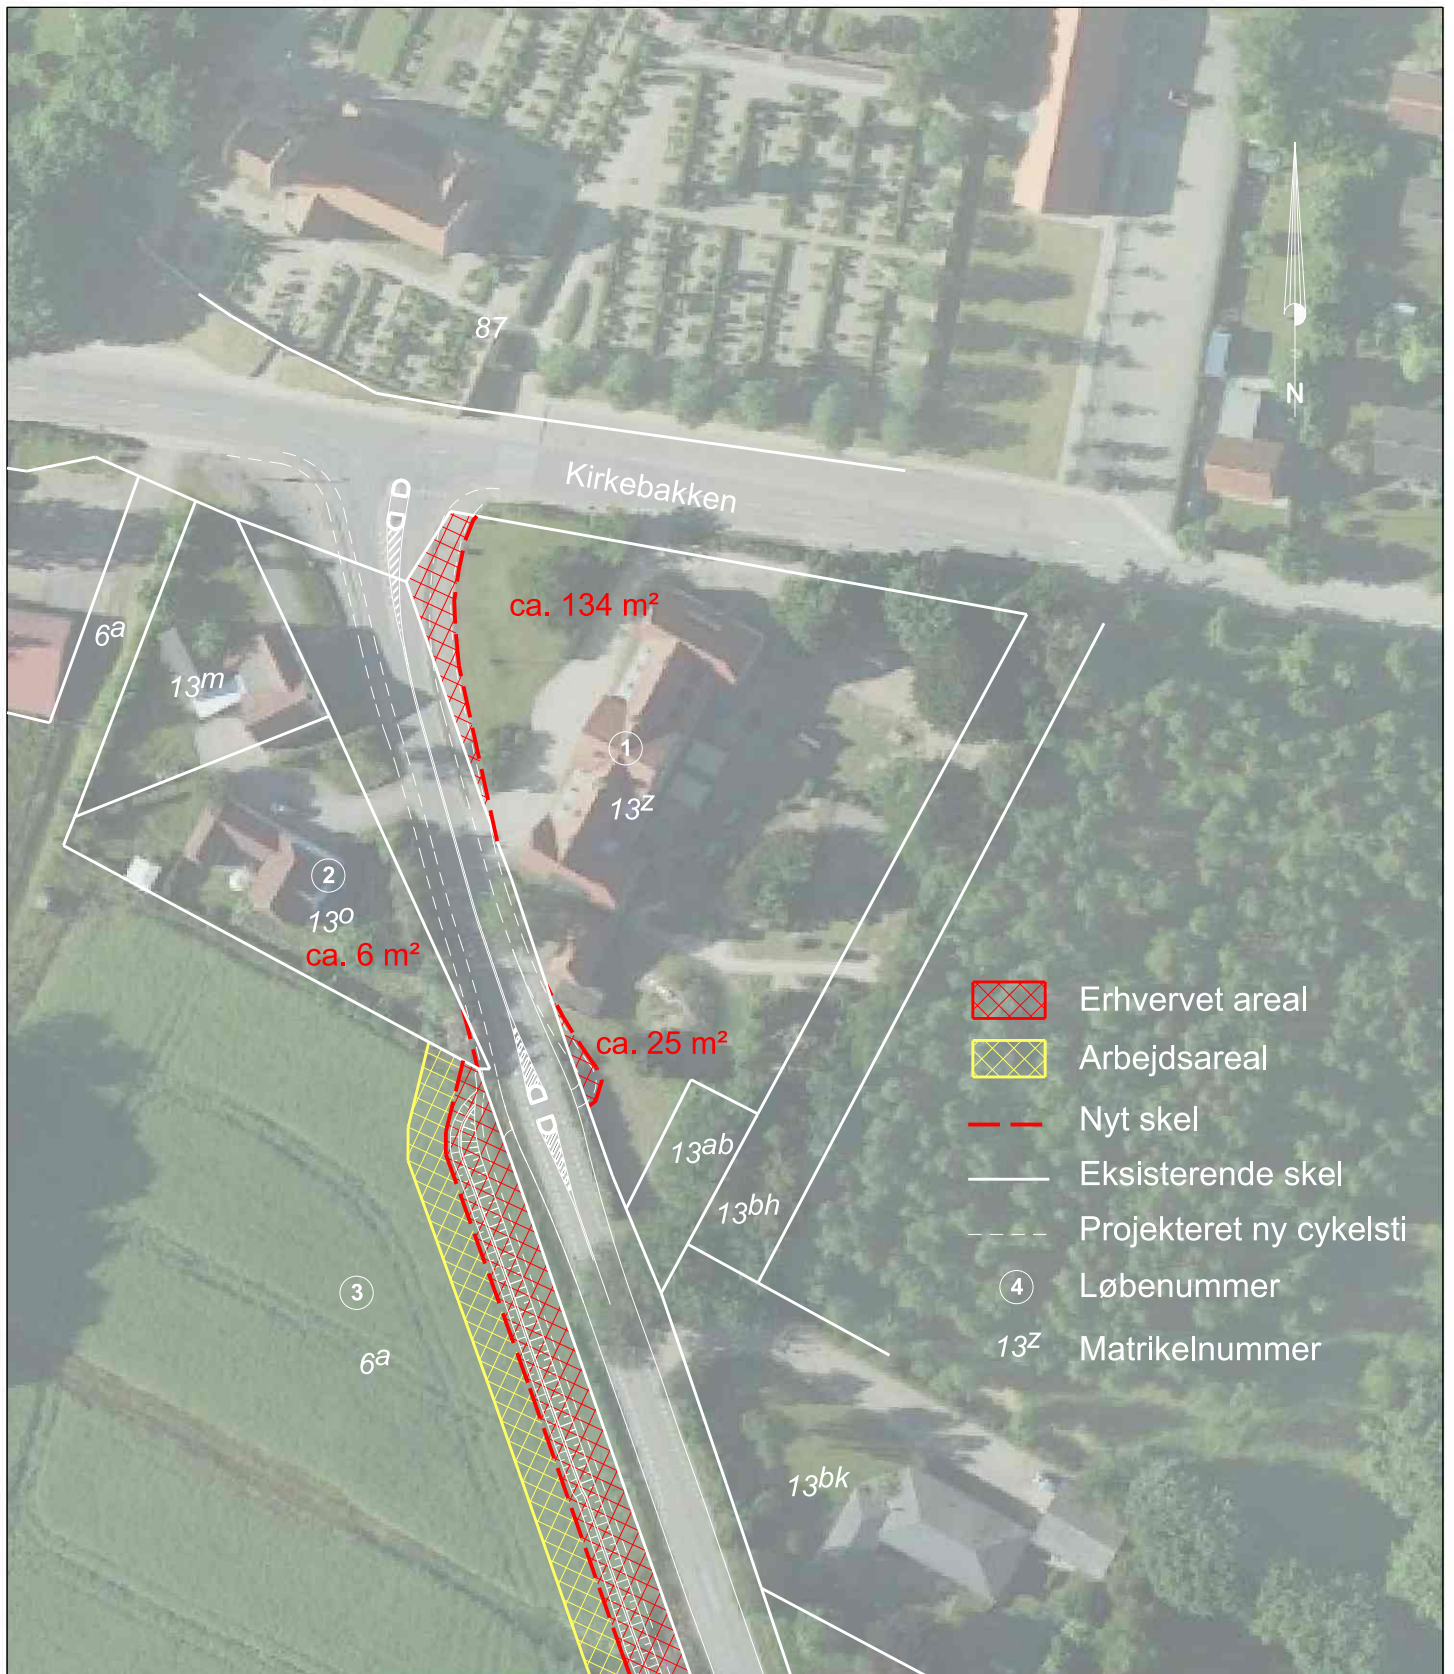 87
N
Kirkebakken
6a
ca. 134 m²
13m
1
13z
2
13o
ca. 6 m²
Erhvervet areal
ca. 25 m²
Arbejdsareal
Nyt skel
13ab
Eksisterende skel
13bh
Projekteret ny cykelsti
3
4 Løbenummer
6a
13z Matrikelnummer
13bk